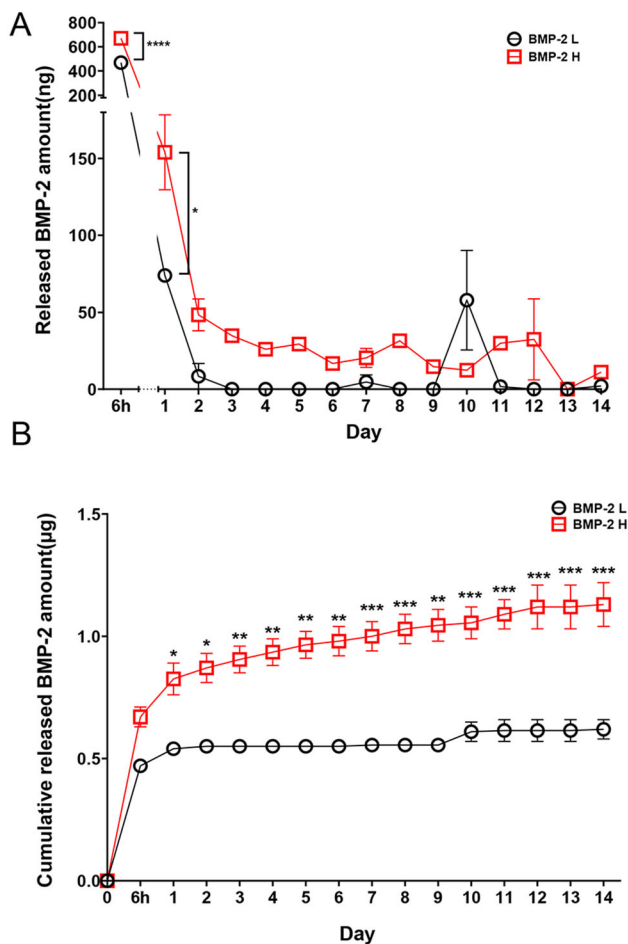 A
Released BMP-2 amount(ng)
800
600
400
200
150
100
50
0
****
*
BMP-2 L
BMP-2 H
6h 1 2 3 4 5 6 7 8 9 10 11 12 13 14
Day
B
Cumulative released BMP-2 amount(μg)
1.5
1.0
0.5
0.0
BMP-2 L
BMP-2 H
* * ** ** ** ** *** *** ** *** *** *** *** ***
0 6h 1 2 3 4 5 6 7 8 9 10 11 12 13 14
Day